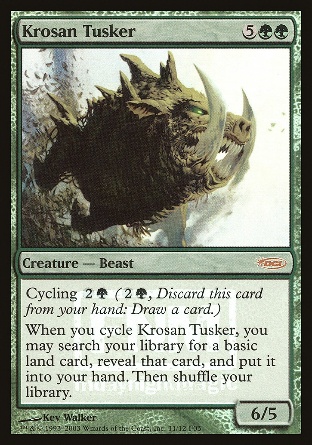 Krosan Tusker 5
DCI
Creature — Beast
Cycling 2 ( 2 , Discard this card
from your hand: Draw a card.)
When you cycle Krosan Tusker, you
may search your library for a basic
land card, reveal that card, and put it
into your hand. Then shuffle your
library.
Kev Walker
6/5